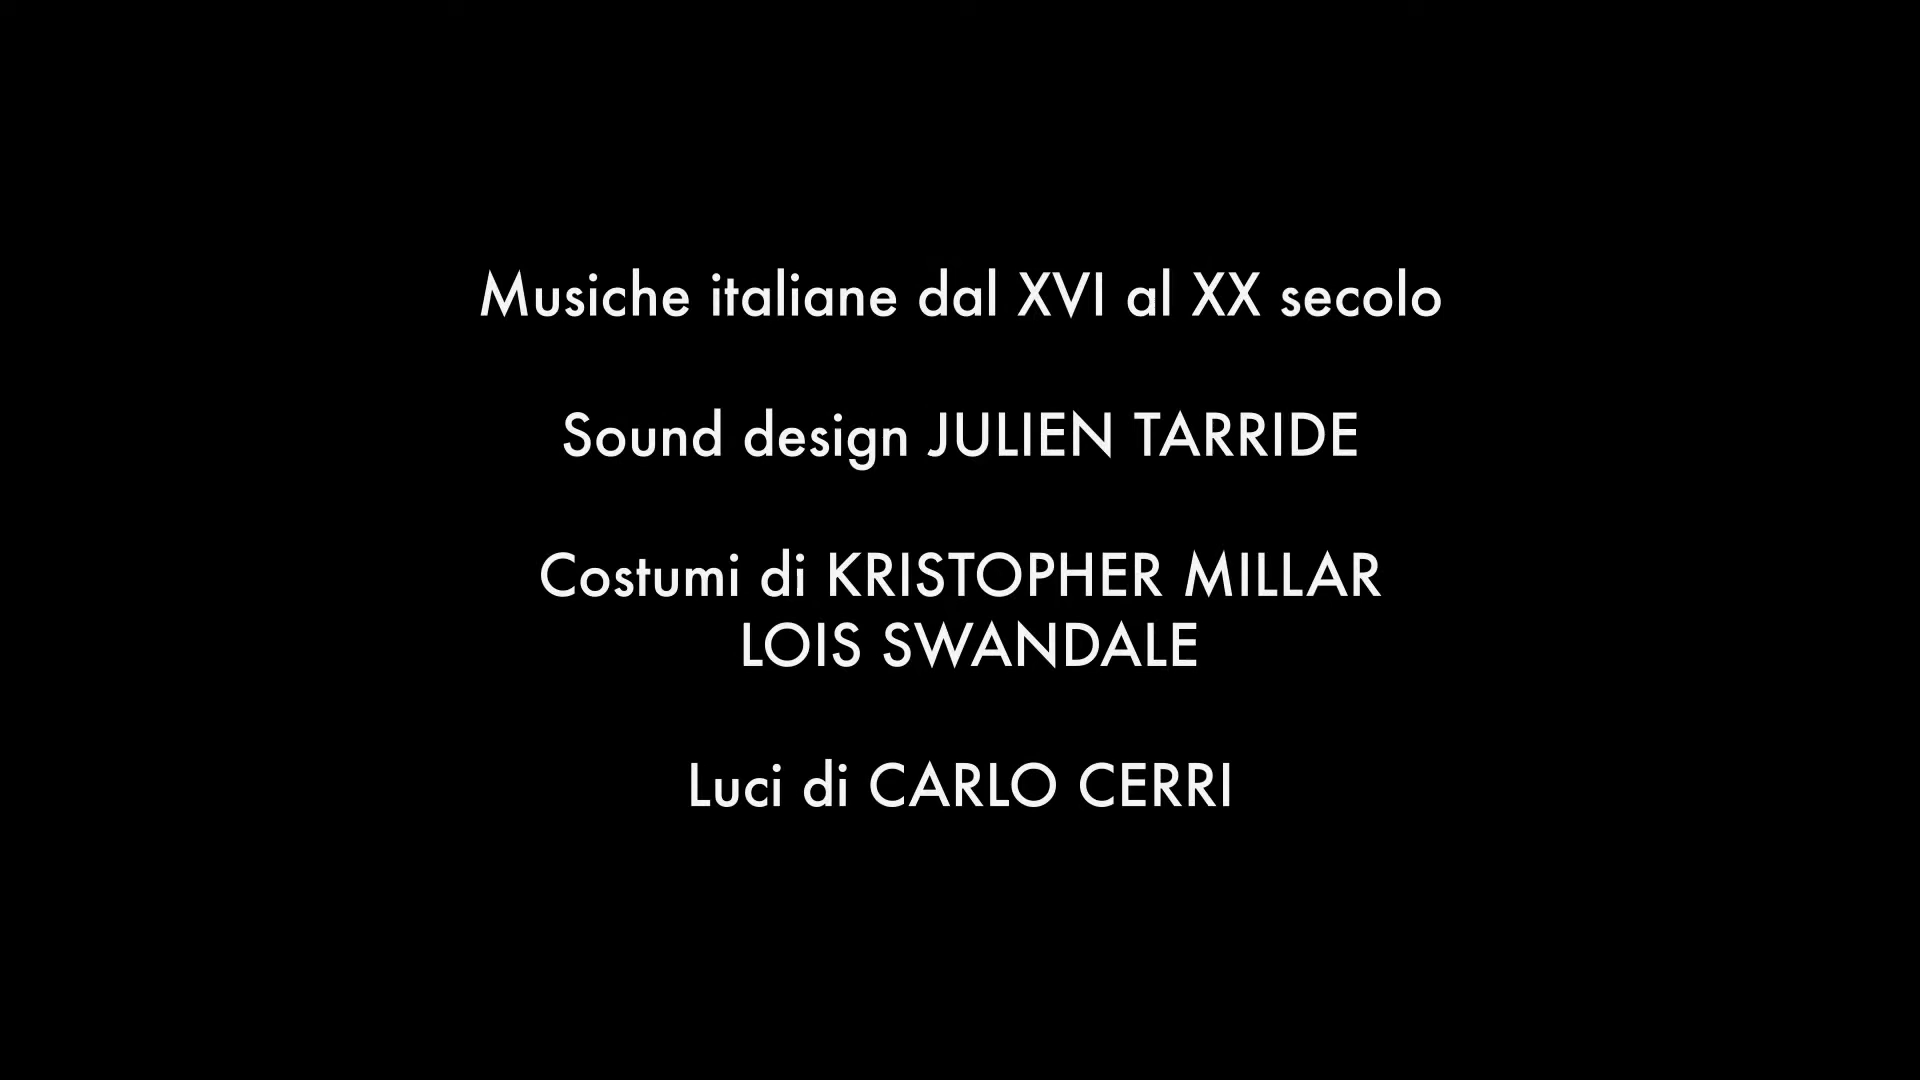 Musiche italiane dal XVI al XX secolo
Sound design JULIEN TARRIDE
Costumi di KRISTOPHER MILLAR
LOIS SWANDALE
Luci di CARLO CERRI